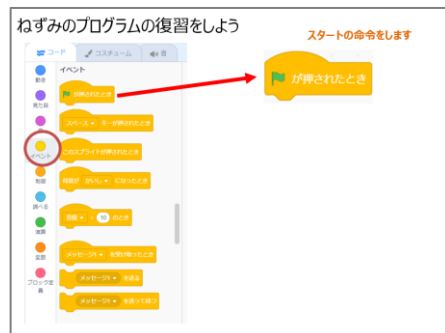 ねずみのプログラムの復習をしよう
スタートの命令をします
コード
コスチューム
音
イベント
動き
見た目
音
イベント
制御
調べる
演算
変数
ブロック定義
が押されたとき
スペース キーが押されたとき
このスプライトが押されたとき
背景が になったとき
音量 > 10 のとき
メッセージ1 を受け取ったとき
メッセージ1 を送る
メッセージ1 を送って待つ
が押されたとき